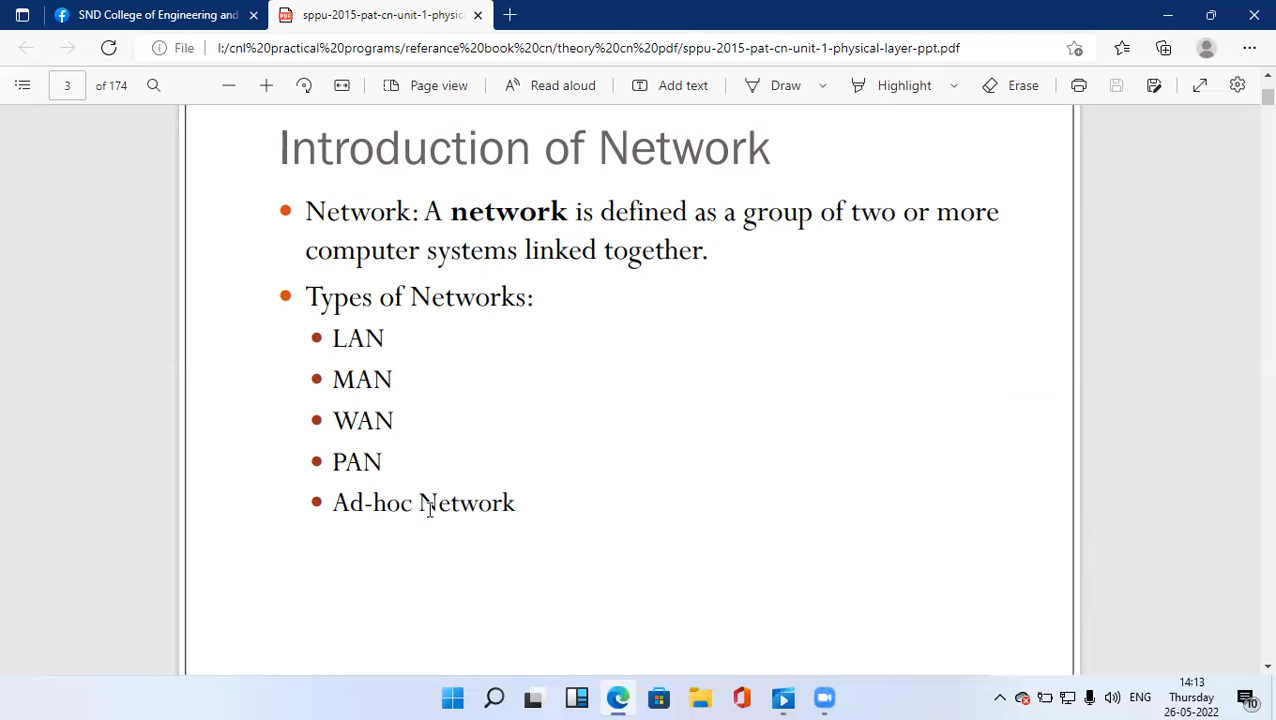 SND College of Engineering and
sppu-2015-pat-cn-unit-1-physic
File
I:/cnl%20practical%20programs/referance%20book%20cn/theory%20cn%20pdf/sppu-2015-pat-cn-unit-1-physical-layer-ppt.pdf
3 of 174
Page view
Read aloud
Add text
Draw
Highlight
Erase
Introduction of Network
Network: A network is defined as a group of two or more
computer systems linked together.
Types of Networks:
LAN
MAN
WAN
PAN
Ad-hoc Network
ENG
14:13
Thursday
26-05-2022
10